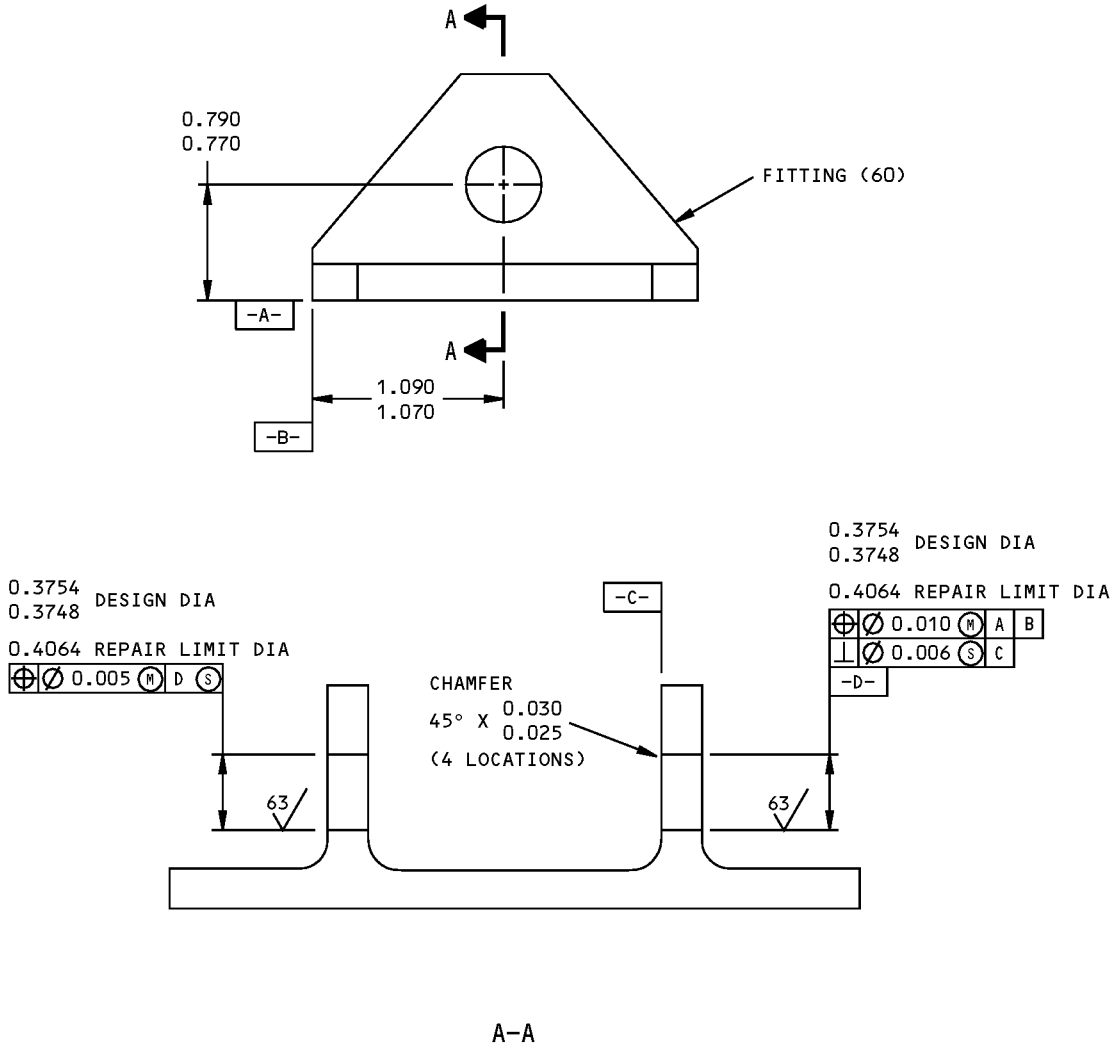 A
0.790
0.770
FITTING (60)
-A-
A
1.090
1.070
-B-
0.3754
0.3748 DESIGN DIA
0.4064 REPAIR LIMIT DIA
⌖ ⌀ 0.010 Ⓜ A B
⊥ ⌀ 0.006 Ⓢ C
-D-
0.3754
0.3748 DESIGN DIA
0.4064 REPAIR LIMIT DIA
⌖ ⌀ 0.005 Ⓜ D Ⓢ
-C-
CHAMFER
45° X 0.030
0.025
(4 LOCATIONS)
63
63
A-A